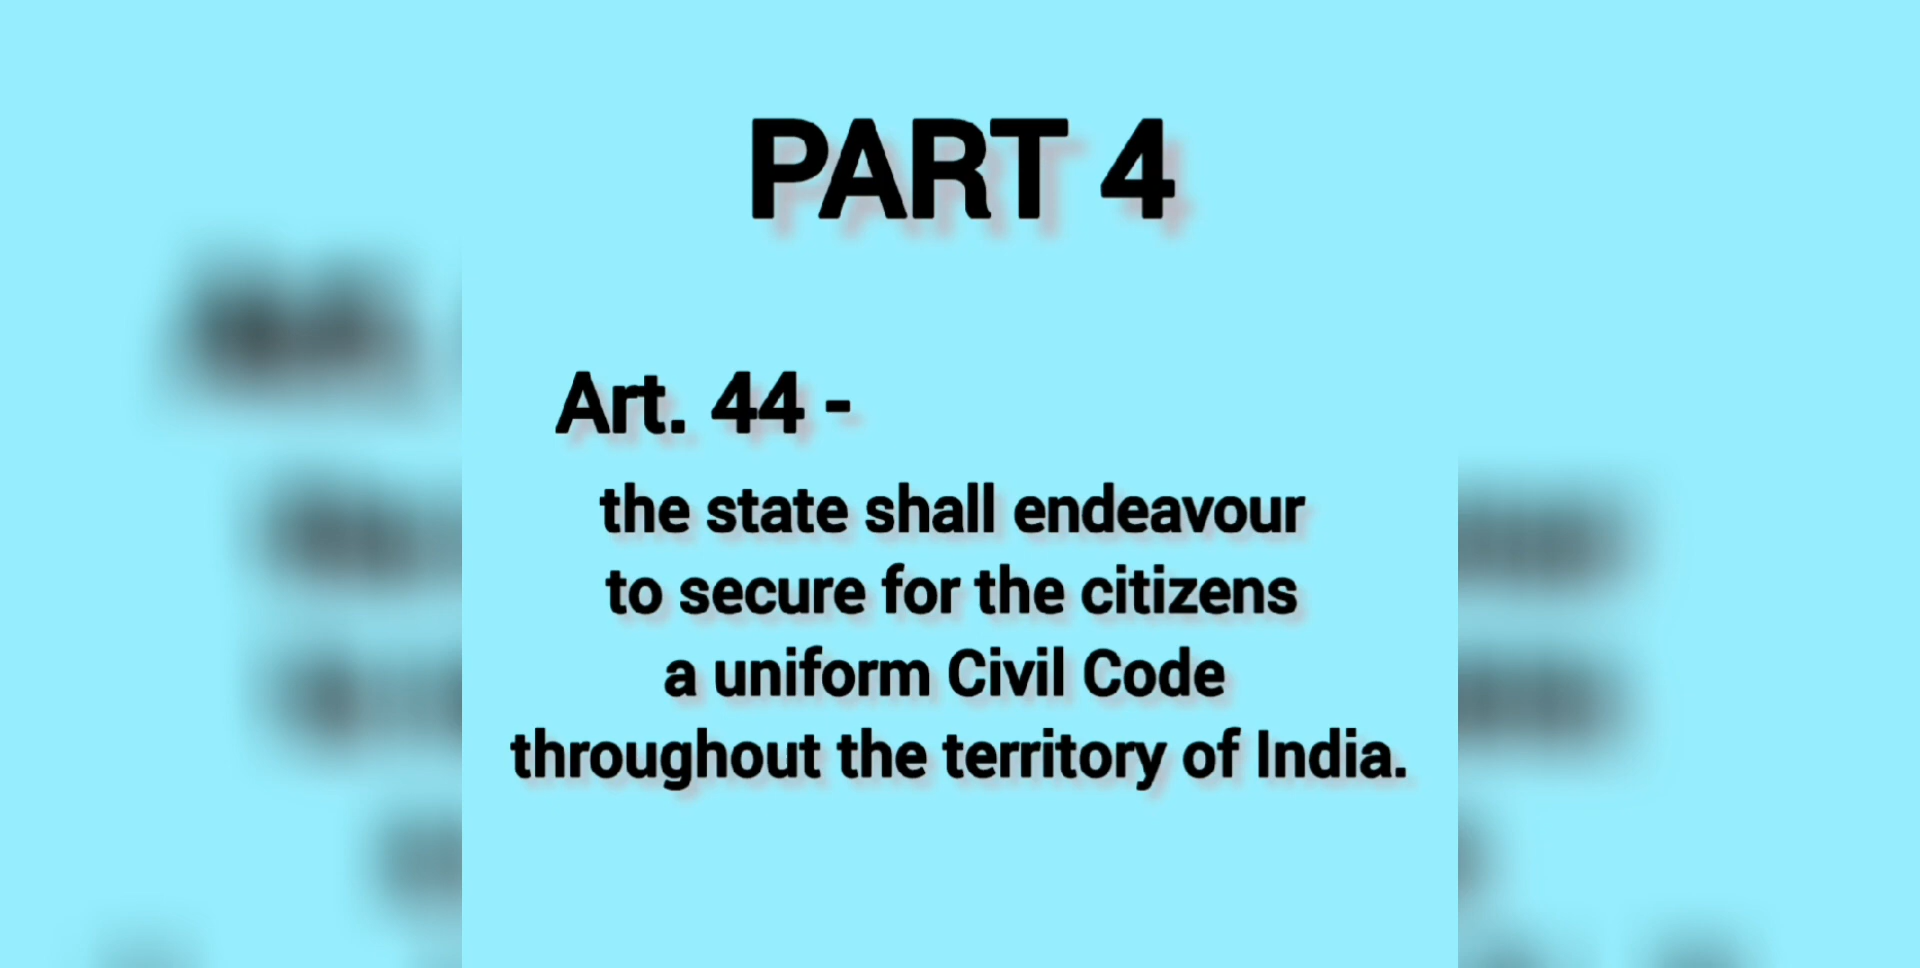 PART 4
Art. 44 -
the state shall endeavour
to secure for the citizens
a uniform Civil Code
throughout the territory of India.